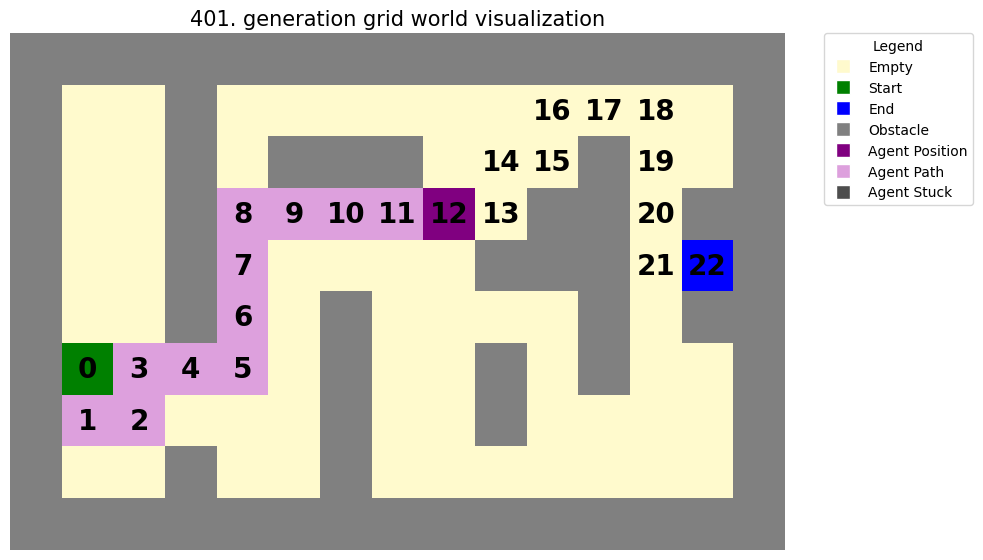 401. generation grid world visualization
16 17 18
14 15 19
8 9 10 11 12 13 20
7 21 22
6
0 3 4 5
1 2
Legend
Empty
Start
End
Obstacle
Agent Position
Agent Path
Agent Stuck